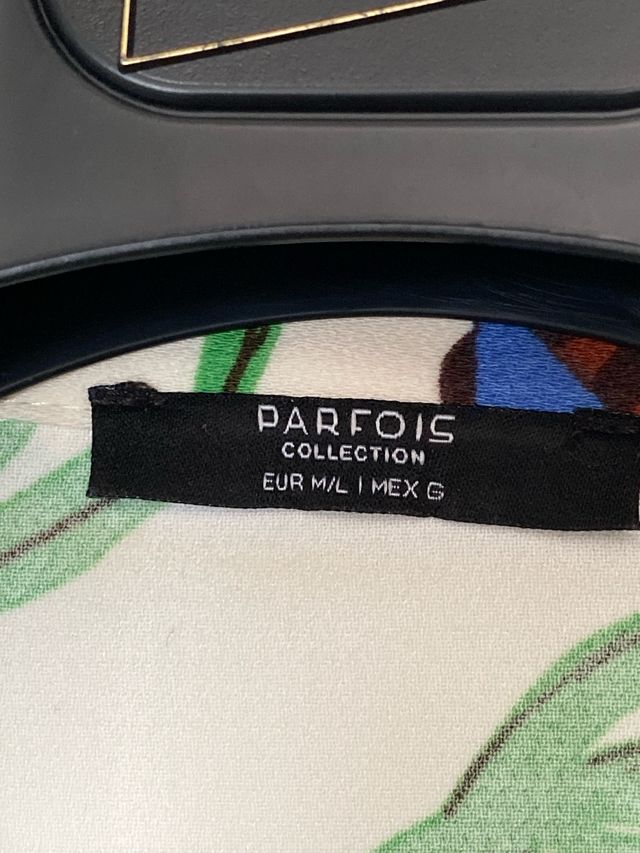 PARFOIS
COLLECTION
EUR M/L | MEX G